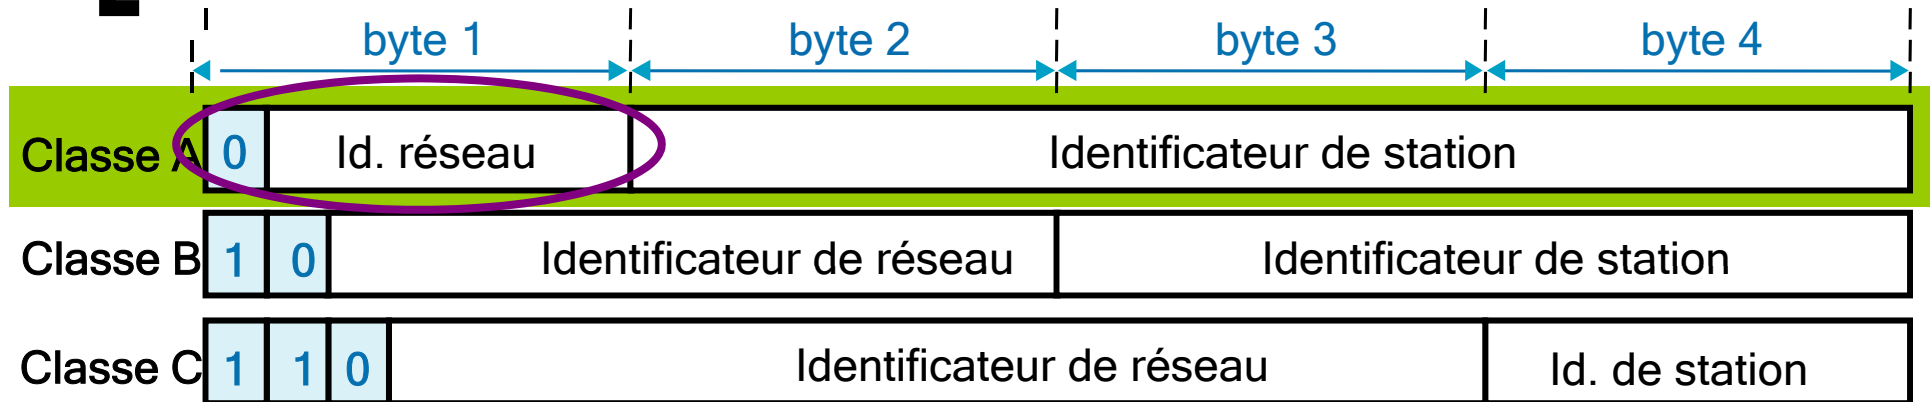 byte 1 byte 2 byte 3 byte 4
Classe A 0 Id. réseau Identificateur de station
Classe B 1 0 Identificateur de réseau Identificateur de station
Classe C 1 1 0 Identificateur de réseau Id. de station